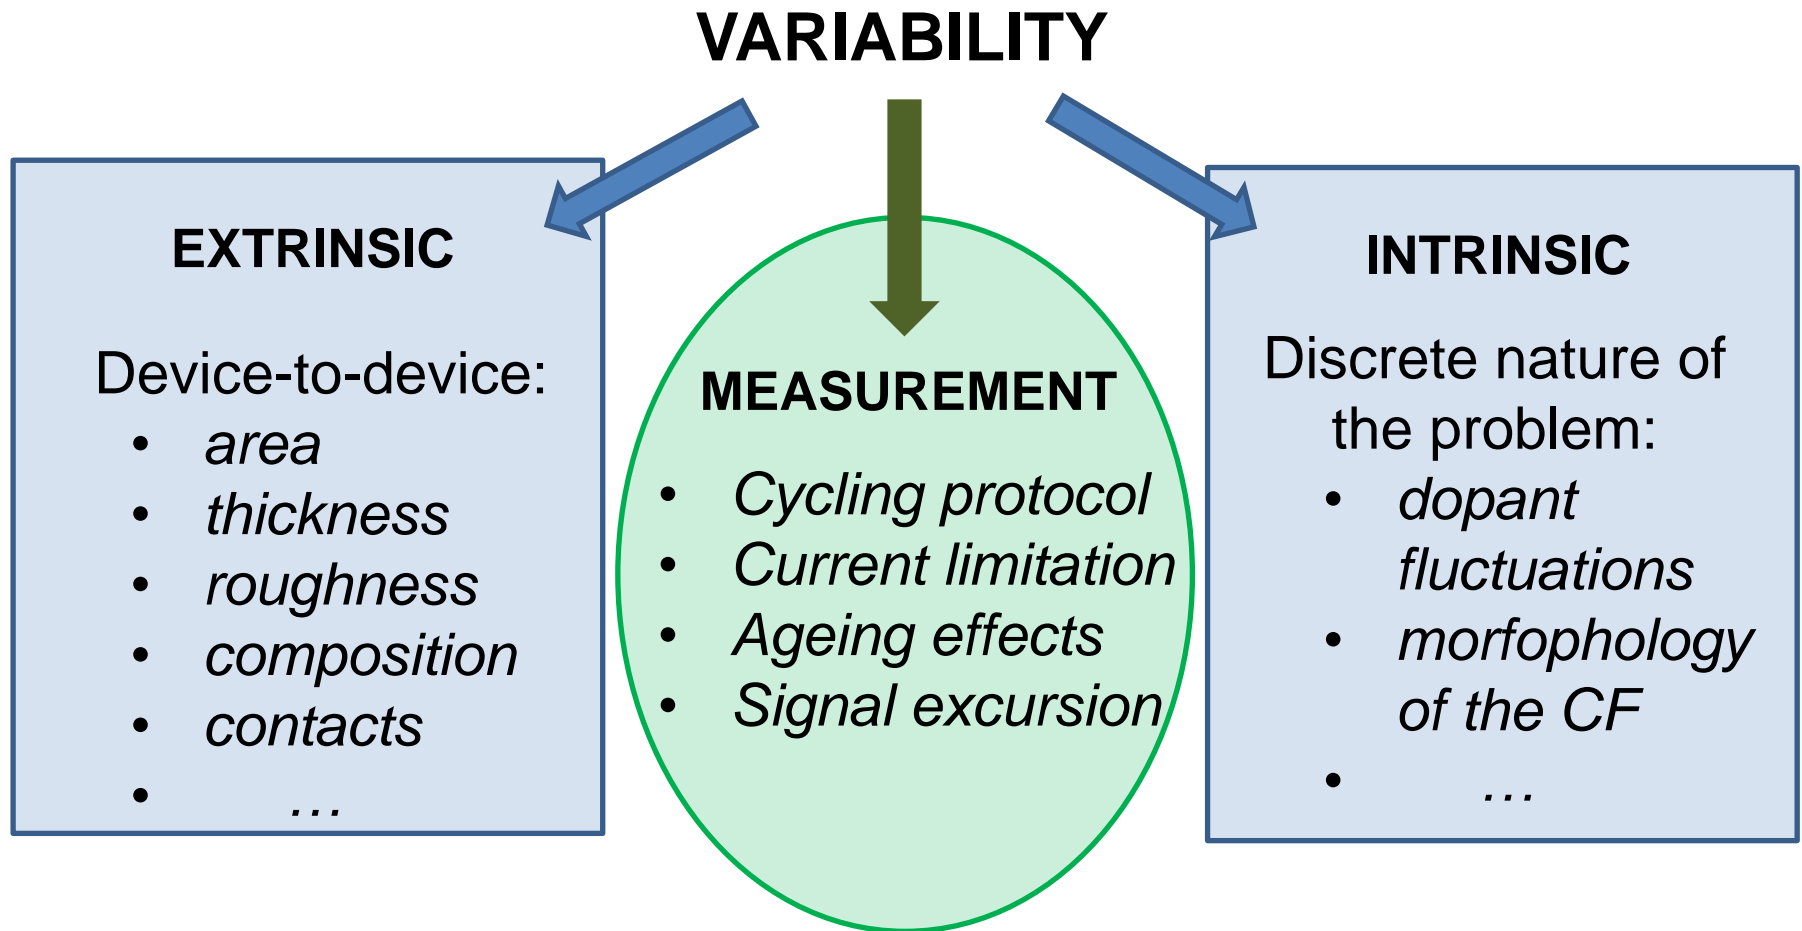 VARIABILITY
EXTRINSIC
Device-to-device:
• area
• thickness
• roughness
• composition
• contacts
• …
MEASUREMENT
• Cycling protocol
• Current limitation
• Ageing effects
• Signal excursion
INTRINSIC
Discrete nature of
the problem:
• dopant
fluctuations
• morfophology
of the CF
• …